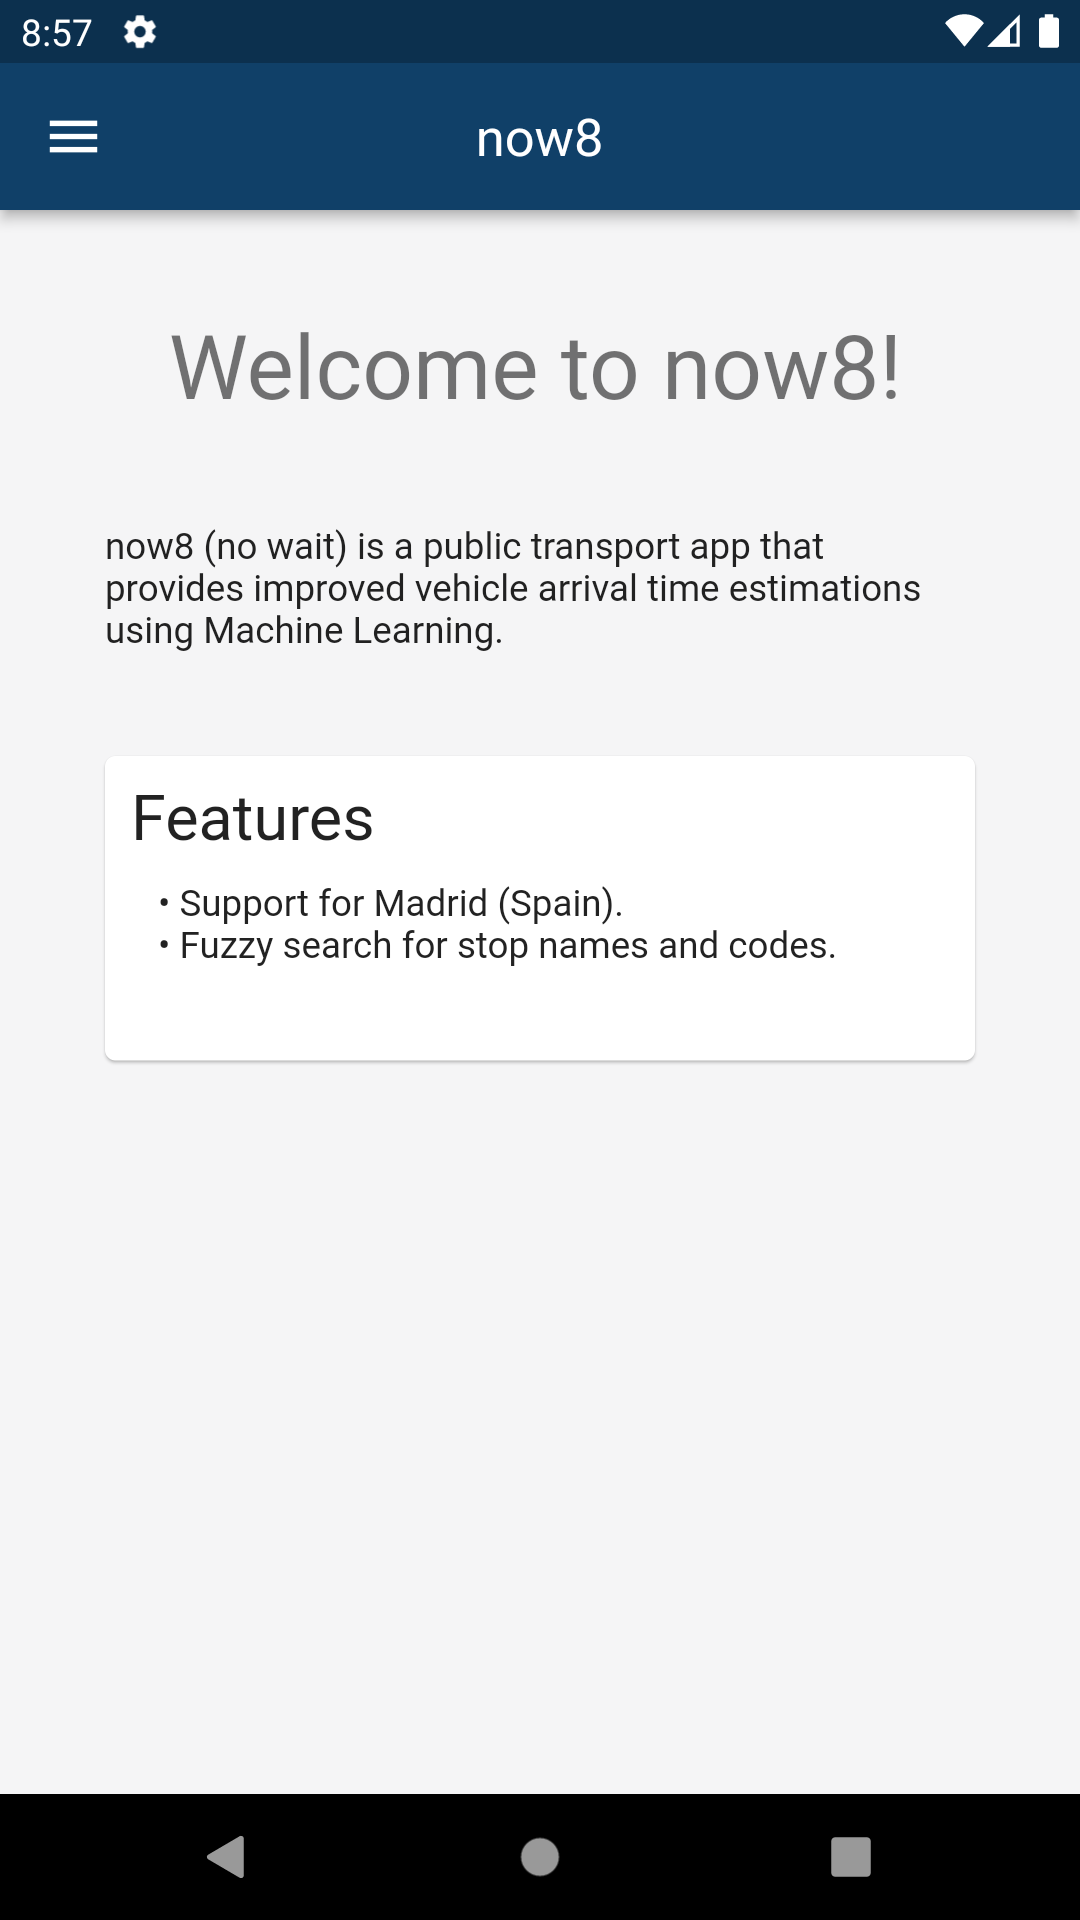 8:57
now8
Welcome to now8!
now8 (no wait) is a public transport app that
provides improved vehicle arrival time estimations
using Machine Learning.
Features
• Support for Madrid (Spain).
• Fuzzy search for stop names and codes.